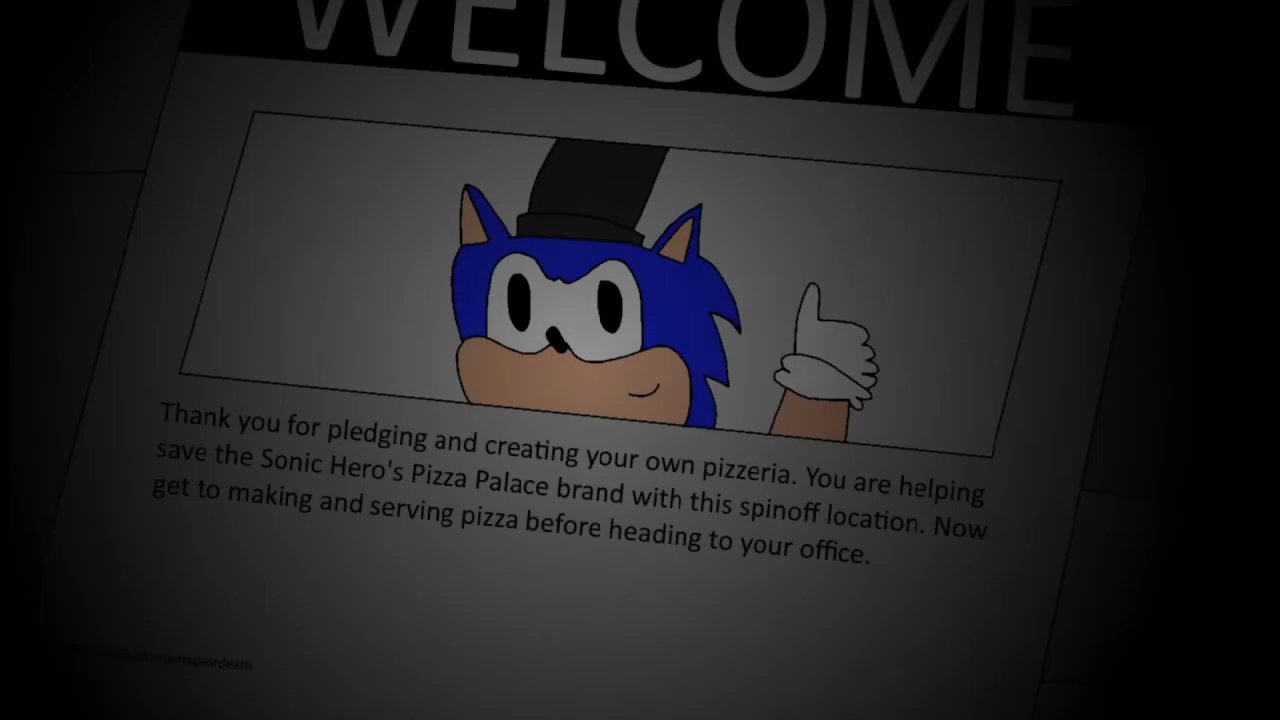 WELCOME
Thank you for pledging and creating your own pizzeria. You are helping
save the Sonic Hero's Pizza Palace brand with this spinoff location. Now
get to making and serving pizza before heading to your office.